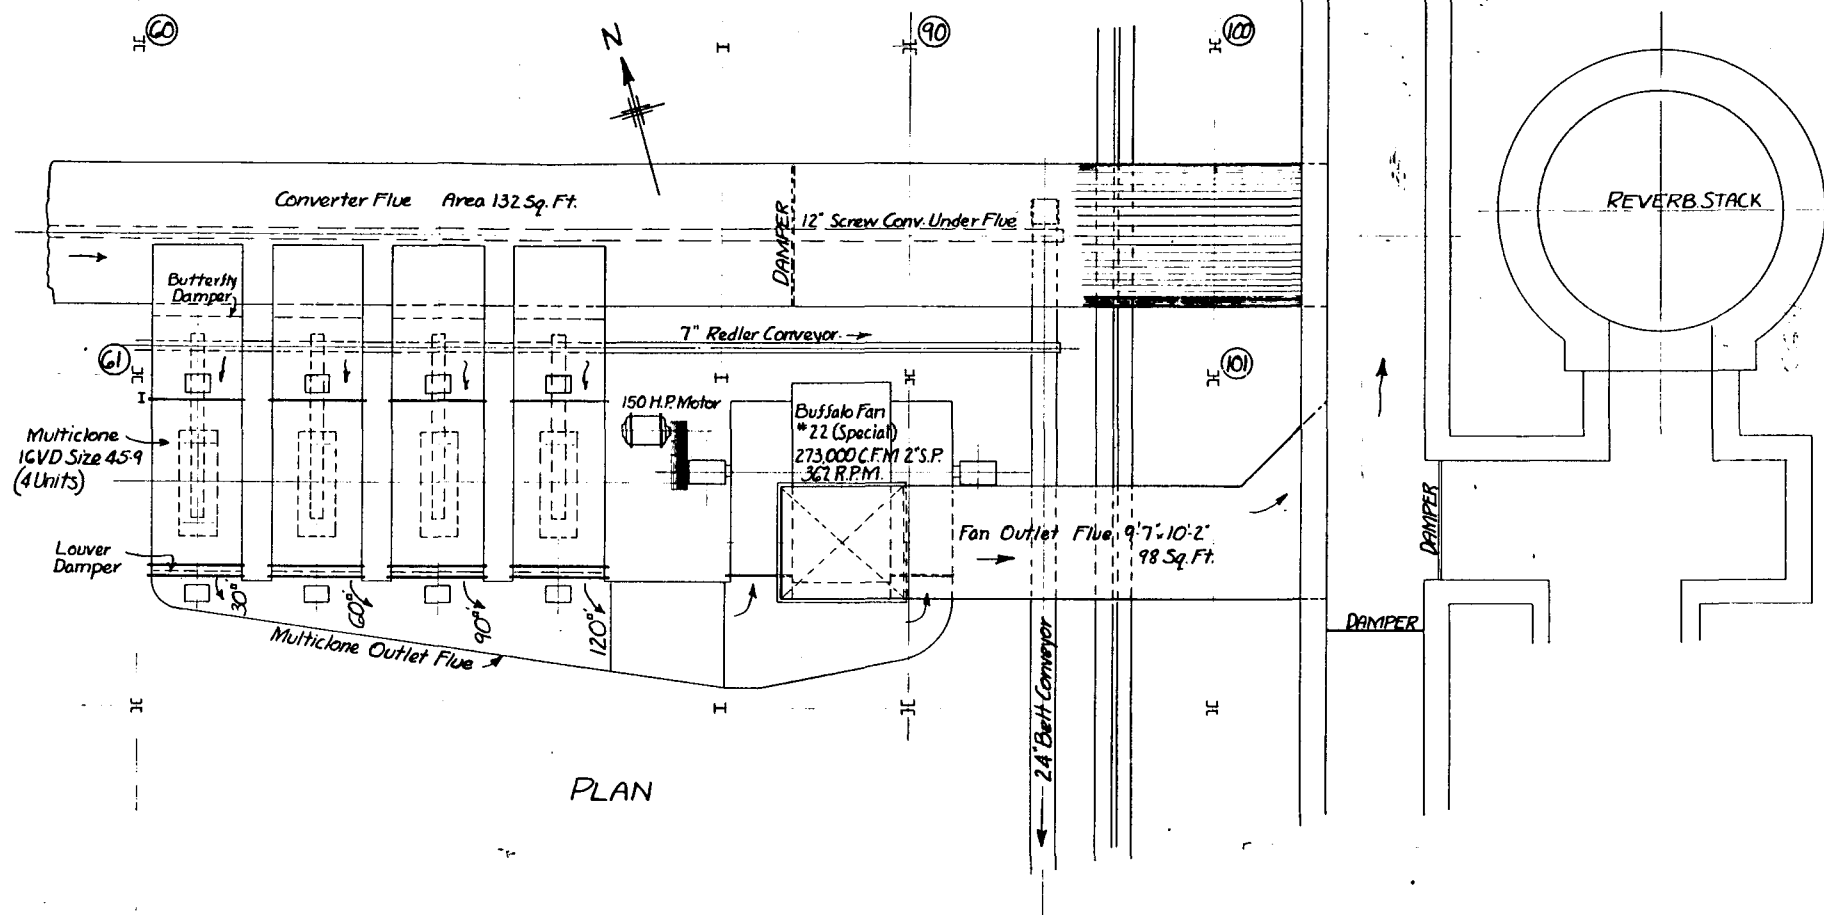 60
N
90
100
Converter Flue Area 132 Sq. Ft.
DAMPER
12" Screw Conv. Under Flue
REVERB. STACK
Butterfly
Damper
7" Redler Conveyor
61
101
150 H.P. Motor
Buffalo Fan
#22 (Special)
273,000 C.F.M 2" S.P.
362 R.P.M.
Multiclone
16VD Size 45-9
(4 Units)
Louver
Damper
Fan Outlet Flue 9'-7"x10'-2"
98 Sq. Ft.
DAMPER
30°'
60°'
90°'
120°'
Multiclone Outlet Flue
DAMPER
24" Belt Conveyor
PLAN